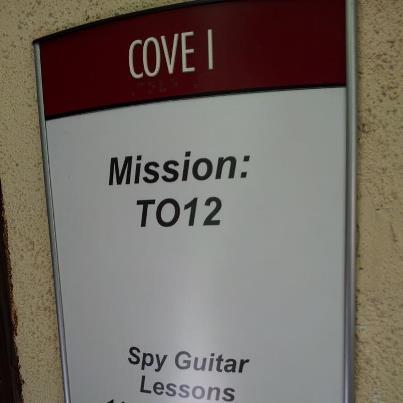 COVE I
Mission:
TO12
Spy Guitar
Lessons